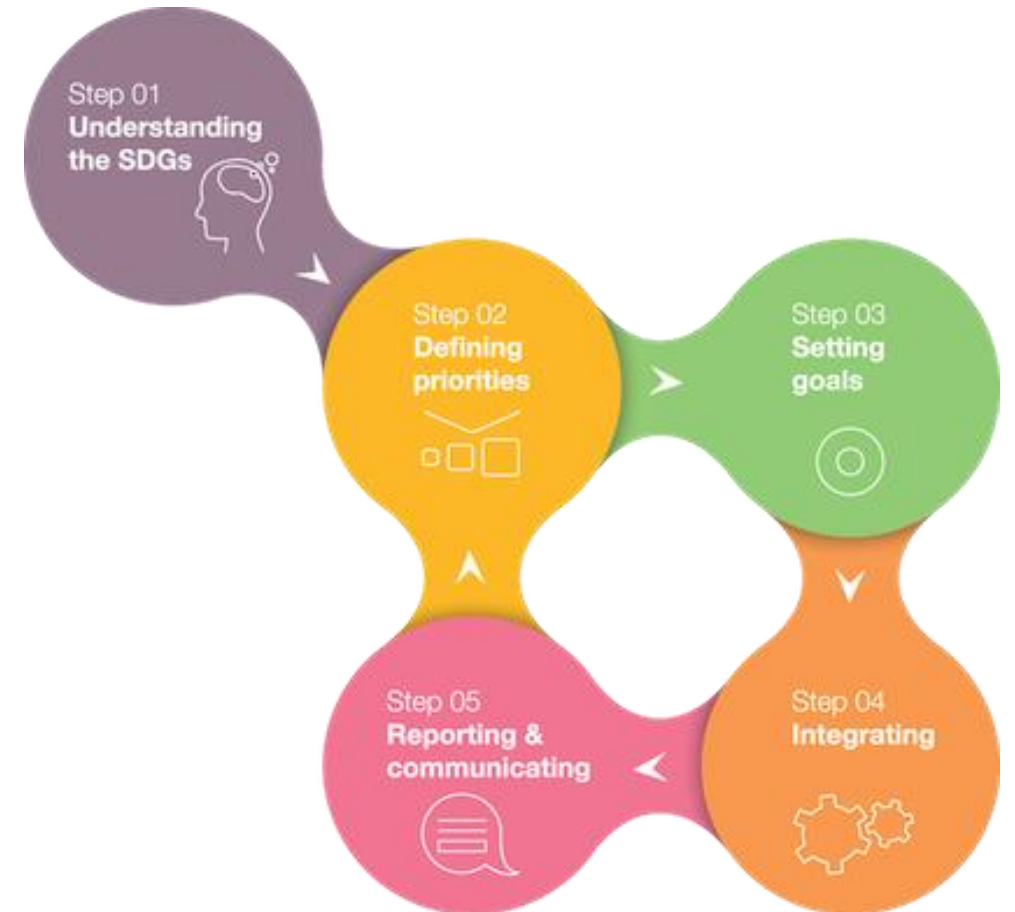 Step 01
Understanding
the SDGs
Step 02
Defining
priorities
Step 03
Setting
goals
Step 04
Integrating
Step 05
Reporting &
communicating